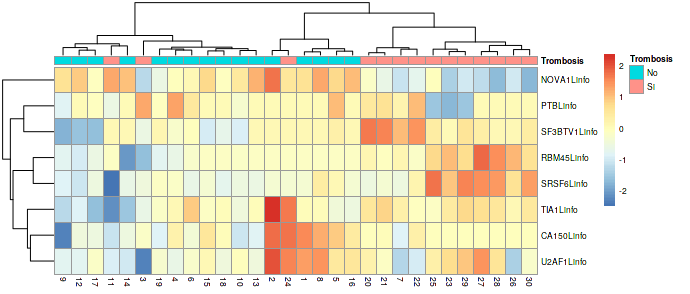 Trombosis
Trombosis
No
Si
NOVA1Linfo
PTBLinfo
SF3BTV1Linfo
RBM45Linfo
SRSF6Linfo
TIA1Linfo
CA150Linfo
U2AF1Linfo
2
1
0
-1
-2
9 12 17 11 14 3 19 4 6 15 18 10 13 2 24 1 8 5 16 20 21 7 22 25 23 29 27 28 26 30